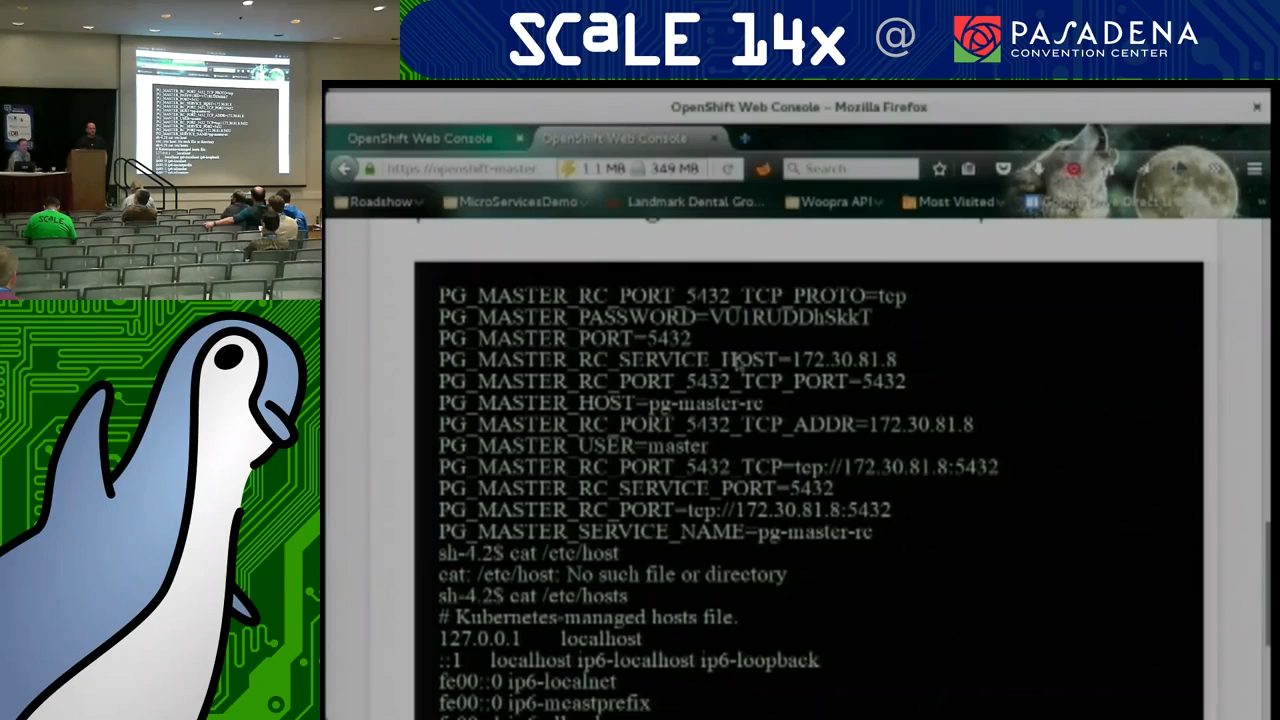 SCaLE 14x @ PASADENA
CONVENTION CENTER
OpenShift Web Console – Mozilla Firefox
OpenShift Web Console
OpenShift Web Console
https://openshift-master
1.1 MB
349 MB
Search
Roadshow
MicroServicesDemo
Landmark Dental Gro...
Woopra API
Most Visited
PG_MASTER_RC_PORT_5432_TCP_PROTO=tcp
PG_MASTER_PASSWORD=VU1RUDDhSkkT
PG_MASTER_PORT=5432
PG_MASTER_RC_SERVICE_HOST=172.30.81.8
PG_MASTER_RC_PORT_5432_TCP_PORT=5432
PG_MASTER_HOST=pg-master-rc
PG_MASTER_RC_PORT_5432_TCP_ADDR=172.30.81.8
PG_MASTER_USER=master
PG_MASTER_RC_PORT_5432_TCP=tcp://172.30.81.8:5432
PG_MASTER_RC_SERVICE_PORT=5432
PG_MASTER_RC_PORT=tcp://172.30.81.8:5432
PG_MASTER_SERVICE_NAME=pg-master-rc
sh-4.2$ cat /etc/host
cat: /etc/host: No such file or directory
sh-4.2$ cat /etc/hosts
# Kubernetes-managed hosts file.
127.0.0.1 localhost
::1 localhost ip6-localhost ip6-loopback
fe00::0 ip6-localnet
fe00::0 ip6-mcastprefix
SCALE